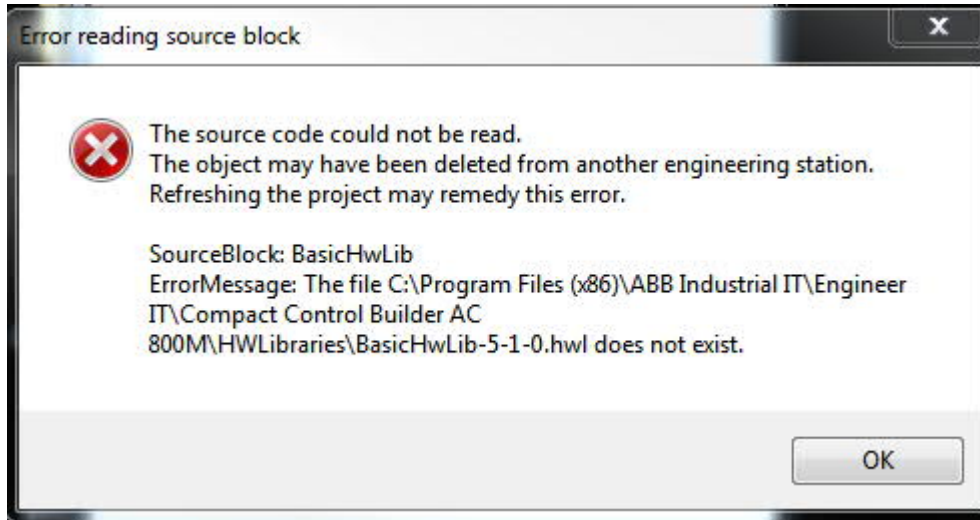 Error reading source block
The source code could not be read.
The object may have been deleted from another engineering station.
Refreshing the project may remedy this error.
SourceBlock: BasicHwLib
ErrorMessage: The file C:\Program Files (x86)\ABB Industrial IT\Engineer
IT\Compact Control Builder AC
800M\HWLibraries\BasicHwLib-5-1-0.hwl does not exist.
OK